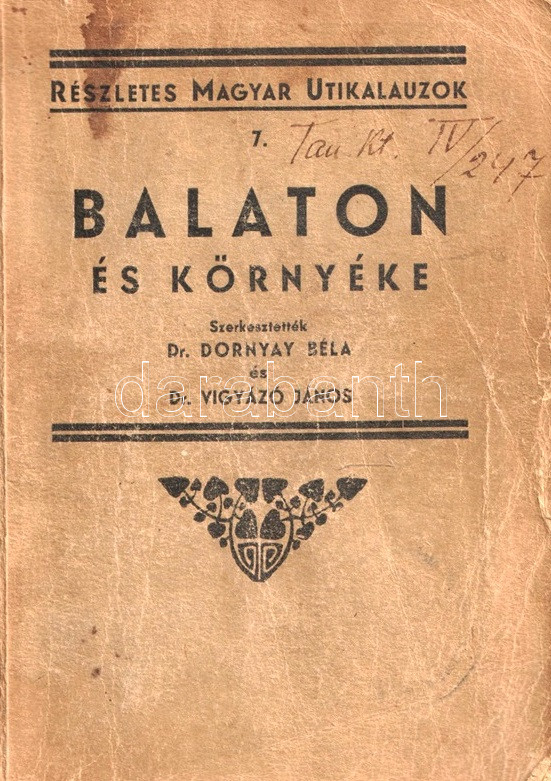 RÉSZLETES MAGYAR UTIKALAUZOK
7.
Tan. Kt. IV/247
BALATON
ÉS KÖRNYÉKE
Szerkesztették
Dr. DORNYAY BÉLA
és
Dr. VIGYÁZÓ JÁNOS
darabanth